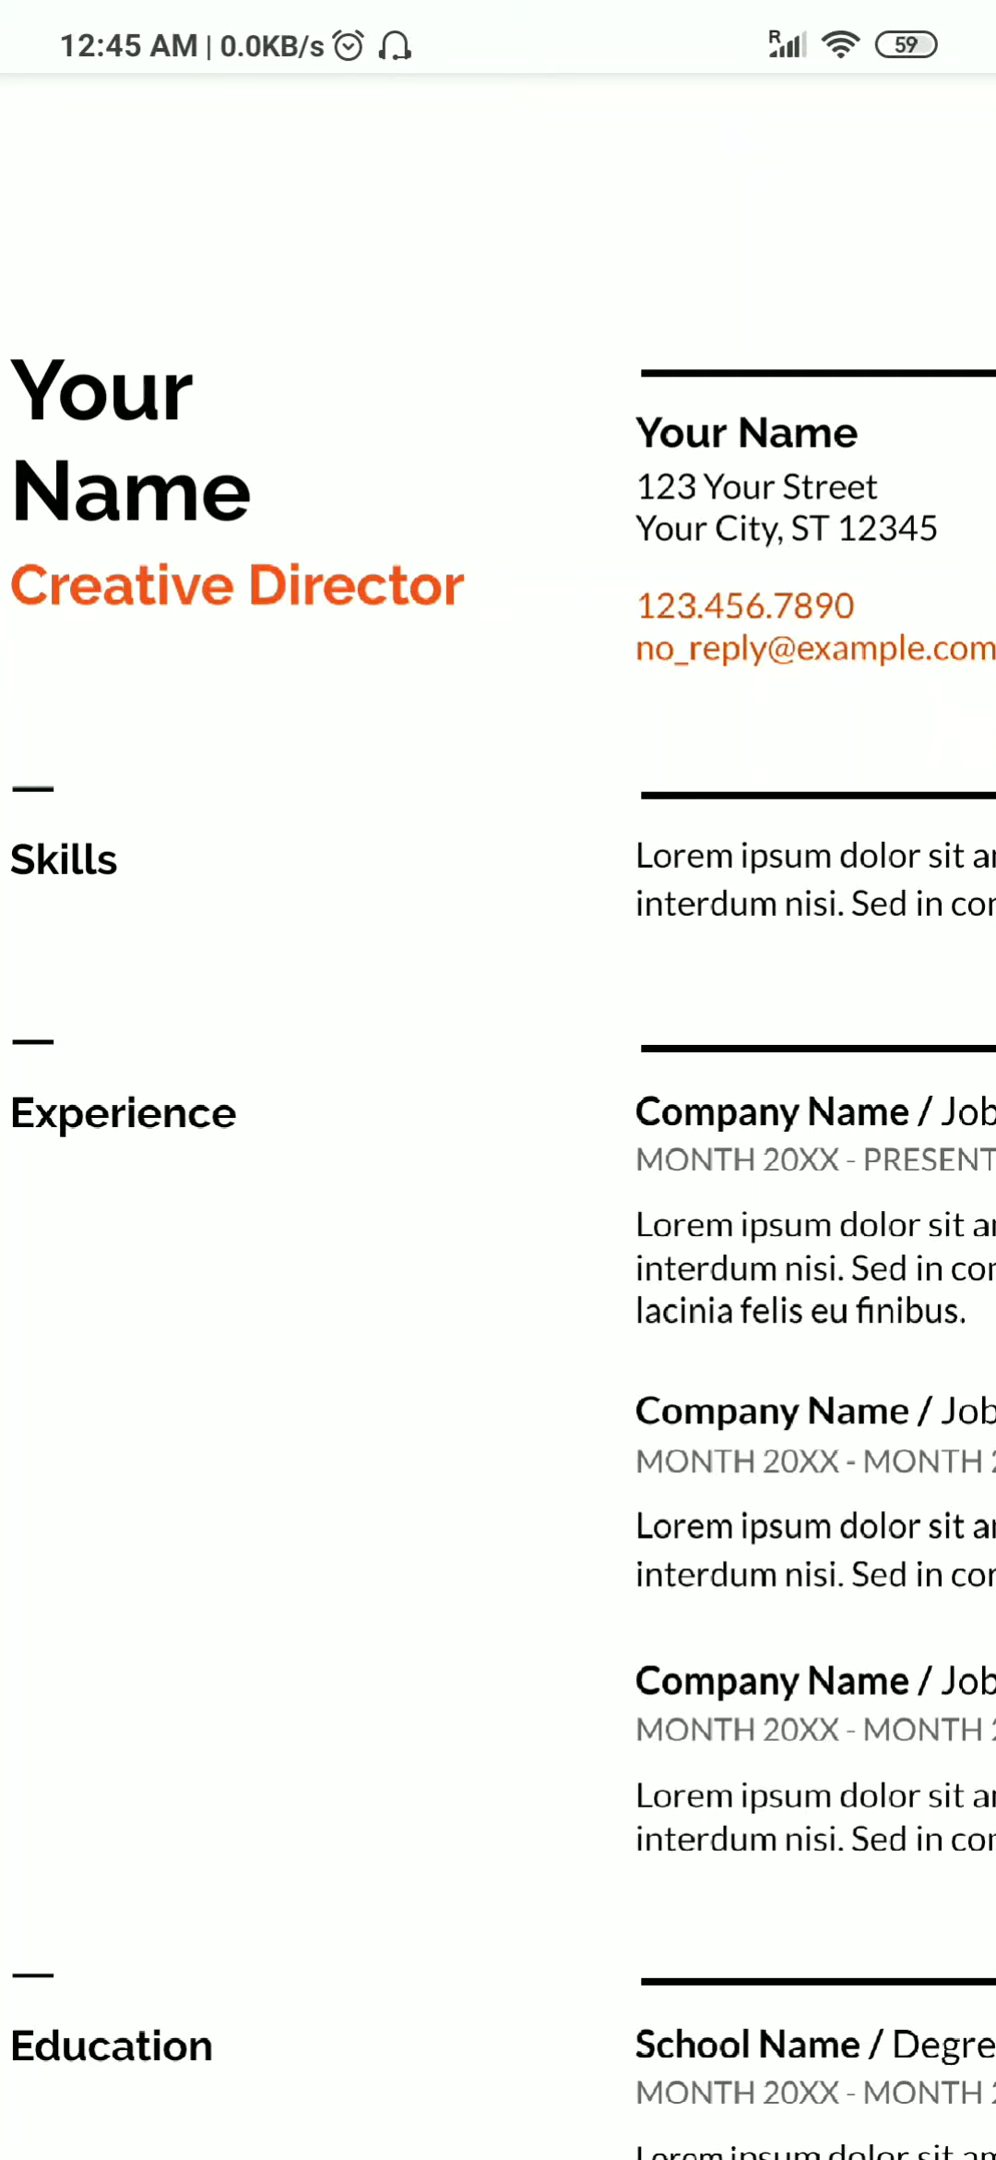 12:45 AM | 0.0KB/s
R
59
Your
Name
Creative Director
Your Name
123 Your Street
Your City, ST 12345
123.456.7890
no_reply@example.com
—
Skills
Lorem ipsum dolor sit
interdum nisi. Sed in
—
Experience
Company Name / Job
MONTH 20XX - PRESENT
Lorem ipsum dolor sit
interdum nisi. Sed in
lacinia felis eu finibus.
Company Name / Job
MONTH 20XX - MONTH
Lorem ipsum dolor sit
interdum nisi. Sed in
Company Name / Job
MONTH 20XX - MONTH
Lorem ipsum dolor sit
interdum nisi. Sed in
—
Education
School Name / Degre
MONTH 20XX - MONTH
Lorem ipsum dolor sit